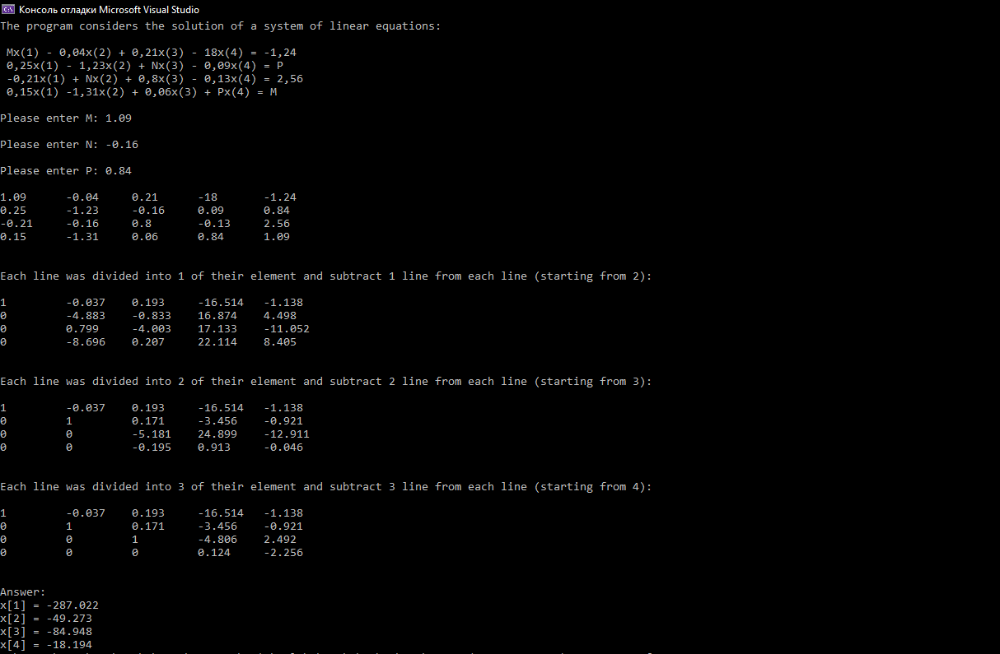 Консоль отладки Microsoft Visual Studio
The program considers the solution of a system of linear equations:
Mx(1) - 0,04x(2) + 0,21x(3) - 18x(4) = -1,24
0,25x(1) - 1,23x(2) + Nx(3) - 0,09x(4) = P
-0,21x(1) + Nx(2) + 0,8x(3) - 0,13x(4) = 2,56
0,15x(1) -1,31x(2) + 0,06x(3) + Px(4) = M
Please enter M: 1.09
Please enter N: -0.16
Please enter P: 0.84
1.09 -0.04 0.21 -18 -1.24
0.25 -1.23 -0.16 0.09 0.84
-0.21 -0.16 0.8 -0.13 2.56
0.15 -1.31 0.06 0.84 1.09
Each line was divided into 1 of their element and subtract 1 line from each line (starting from 2):
1 -0.037 0.193 -16.514 -1.138
0 -4.883 -0.833 16.874 4.498
0 0.799 -4.003 17.133 -11.052
0 -8.696 0.207 22.114 8.405
Each line was divided into 2 of their element and subtract 2 line from each line (starting from 3):
1 -0.037 0.193 -16.514 -1.138
0 1 0.171 -3.456 -0.921
0 0 -5.181 24.899 -12.911
0 0 -0.195 0.913 -0.046
Each line was divided into 3 of their element and subtract 3 line from each line (starting from 4):
1 -0.037 0.193 -16.514 -1.138
0 1 0.171 -3.456 -0.921
0 0 1 -4.806 2.492
0 0 0 0.124 -2.256
Answer:
x[1] = -287.022
x[2] = -49.273
x[3] = -84.948
x[4] = -18.194